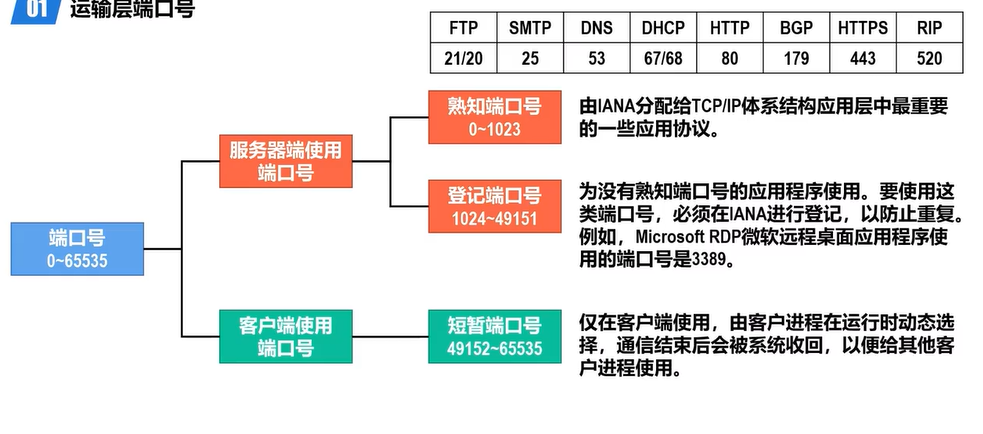 01 运输层端口号
FTP SMTP DNS DHCP HTTP BGP HTTPS RIP
21/20 25 53 67/68 80 179 443 520
熟知端口号
0~1023
由IANA分配给TCP/IP体系结构应用层中最重要
的一些应用协议。
服务器端使用
端口号
登记端口号
1024~49151
为没有熟知端口号的应用程序使用。要使用这
类端口号，必须在IANA进行登记，以防止重复。
例如，Microsoft RDP微软远程桌面应用程序使
用的端口号是3389。
端口号
0~65535
客户端使用
端口号
短暂端口号
49152~65535
仅在客户端使用，由客户进程在运行时动态选
择，通信结束后会被系统收回，以便给其他客
户进程使用。